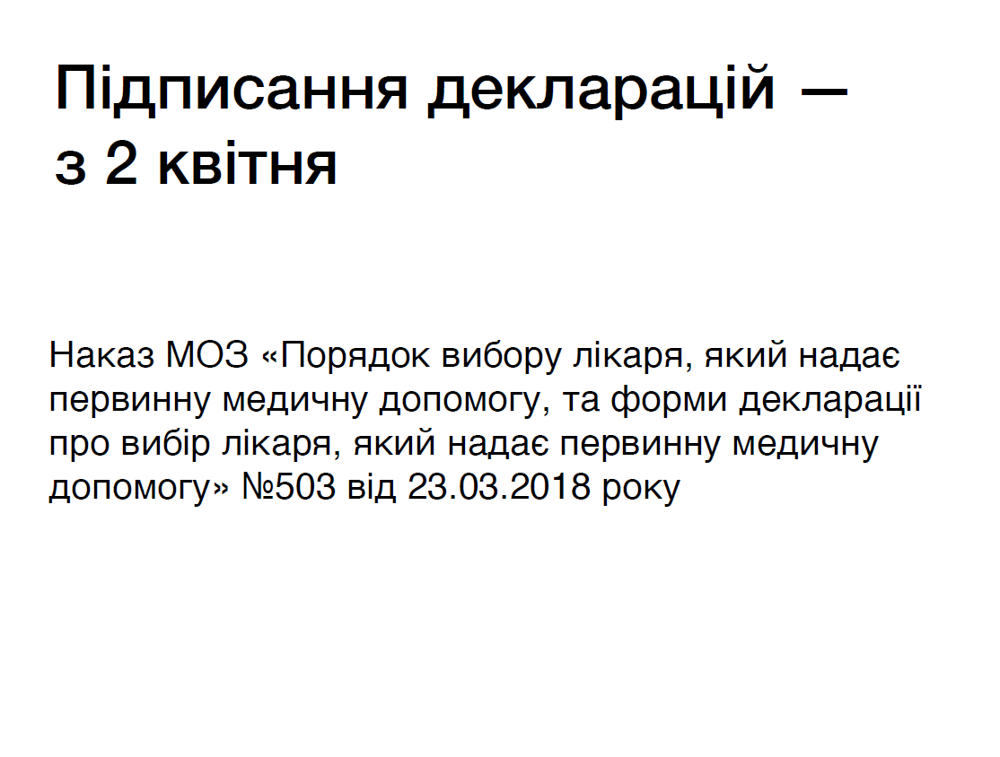 Підписання декларацій —
з 2 квітня
Наказ МОЗ «Порядок вибору лікаря, який надає
первинну медичну допомогу, та форми декларації
про вибір лікаря, який надає первинну медичну
допомогу» №503 від 23.03.2018 року